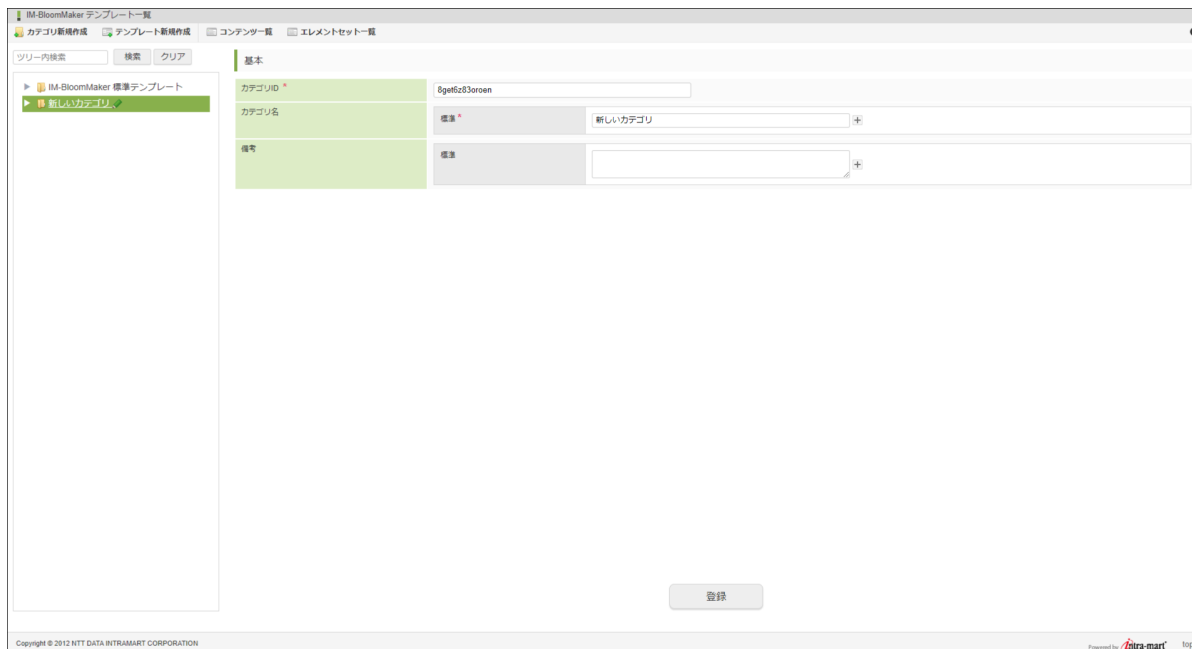 IM-BloomMaker テンプレート一覧
カテゴリ新規作成 テンプレート新規作成 コンテンツ一覧 エレメントセット一覧
ツリー内検索 検索 クリア
基本
IM-BloomMaker 標準テンプレート
新しいカテゴリ
カテゴリID * 8get6z83oroen
カテゴリ名 標準 * 新しいカテゴリ
備考 標準
登録
Copyright © 2012 NTT DATA INTRAMART CORPORATION
Powered by intra-mart top